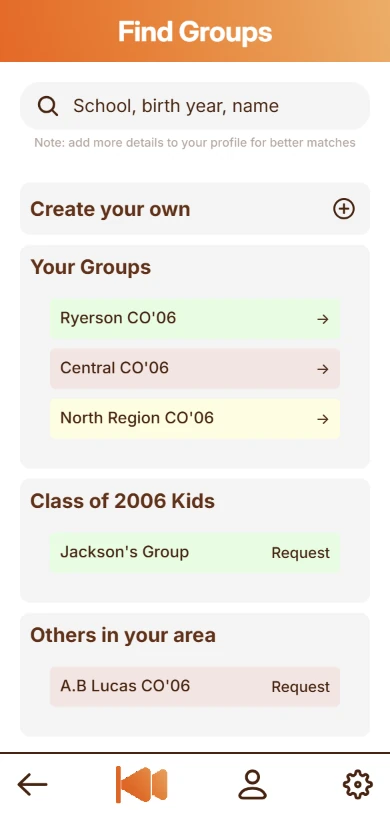 Find Groups
School, birth year, name
Note: add more details to your profile for better matches
Create your own
Your Groups
Ryerson CO'06
Central CO'06
North Region CO'06
Class of 2006 Kids
Jackson's Group Request
Others in your area
A.B Lucas CO'06 Request